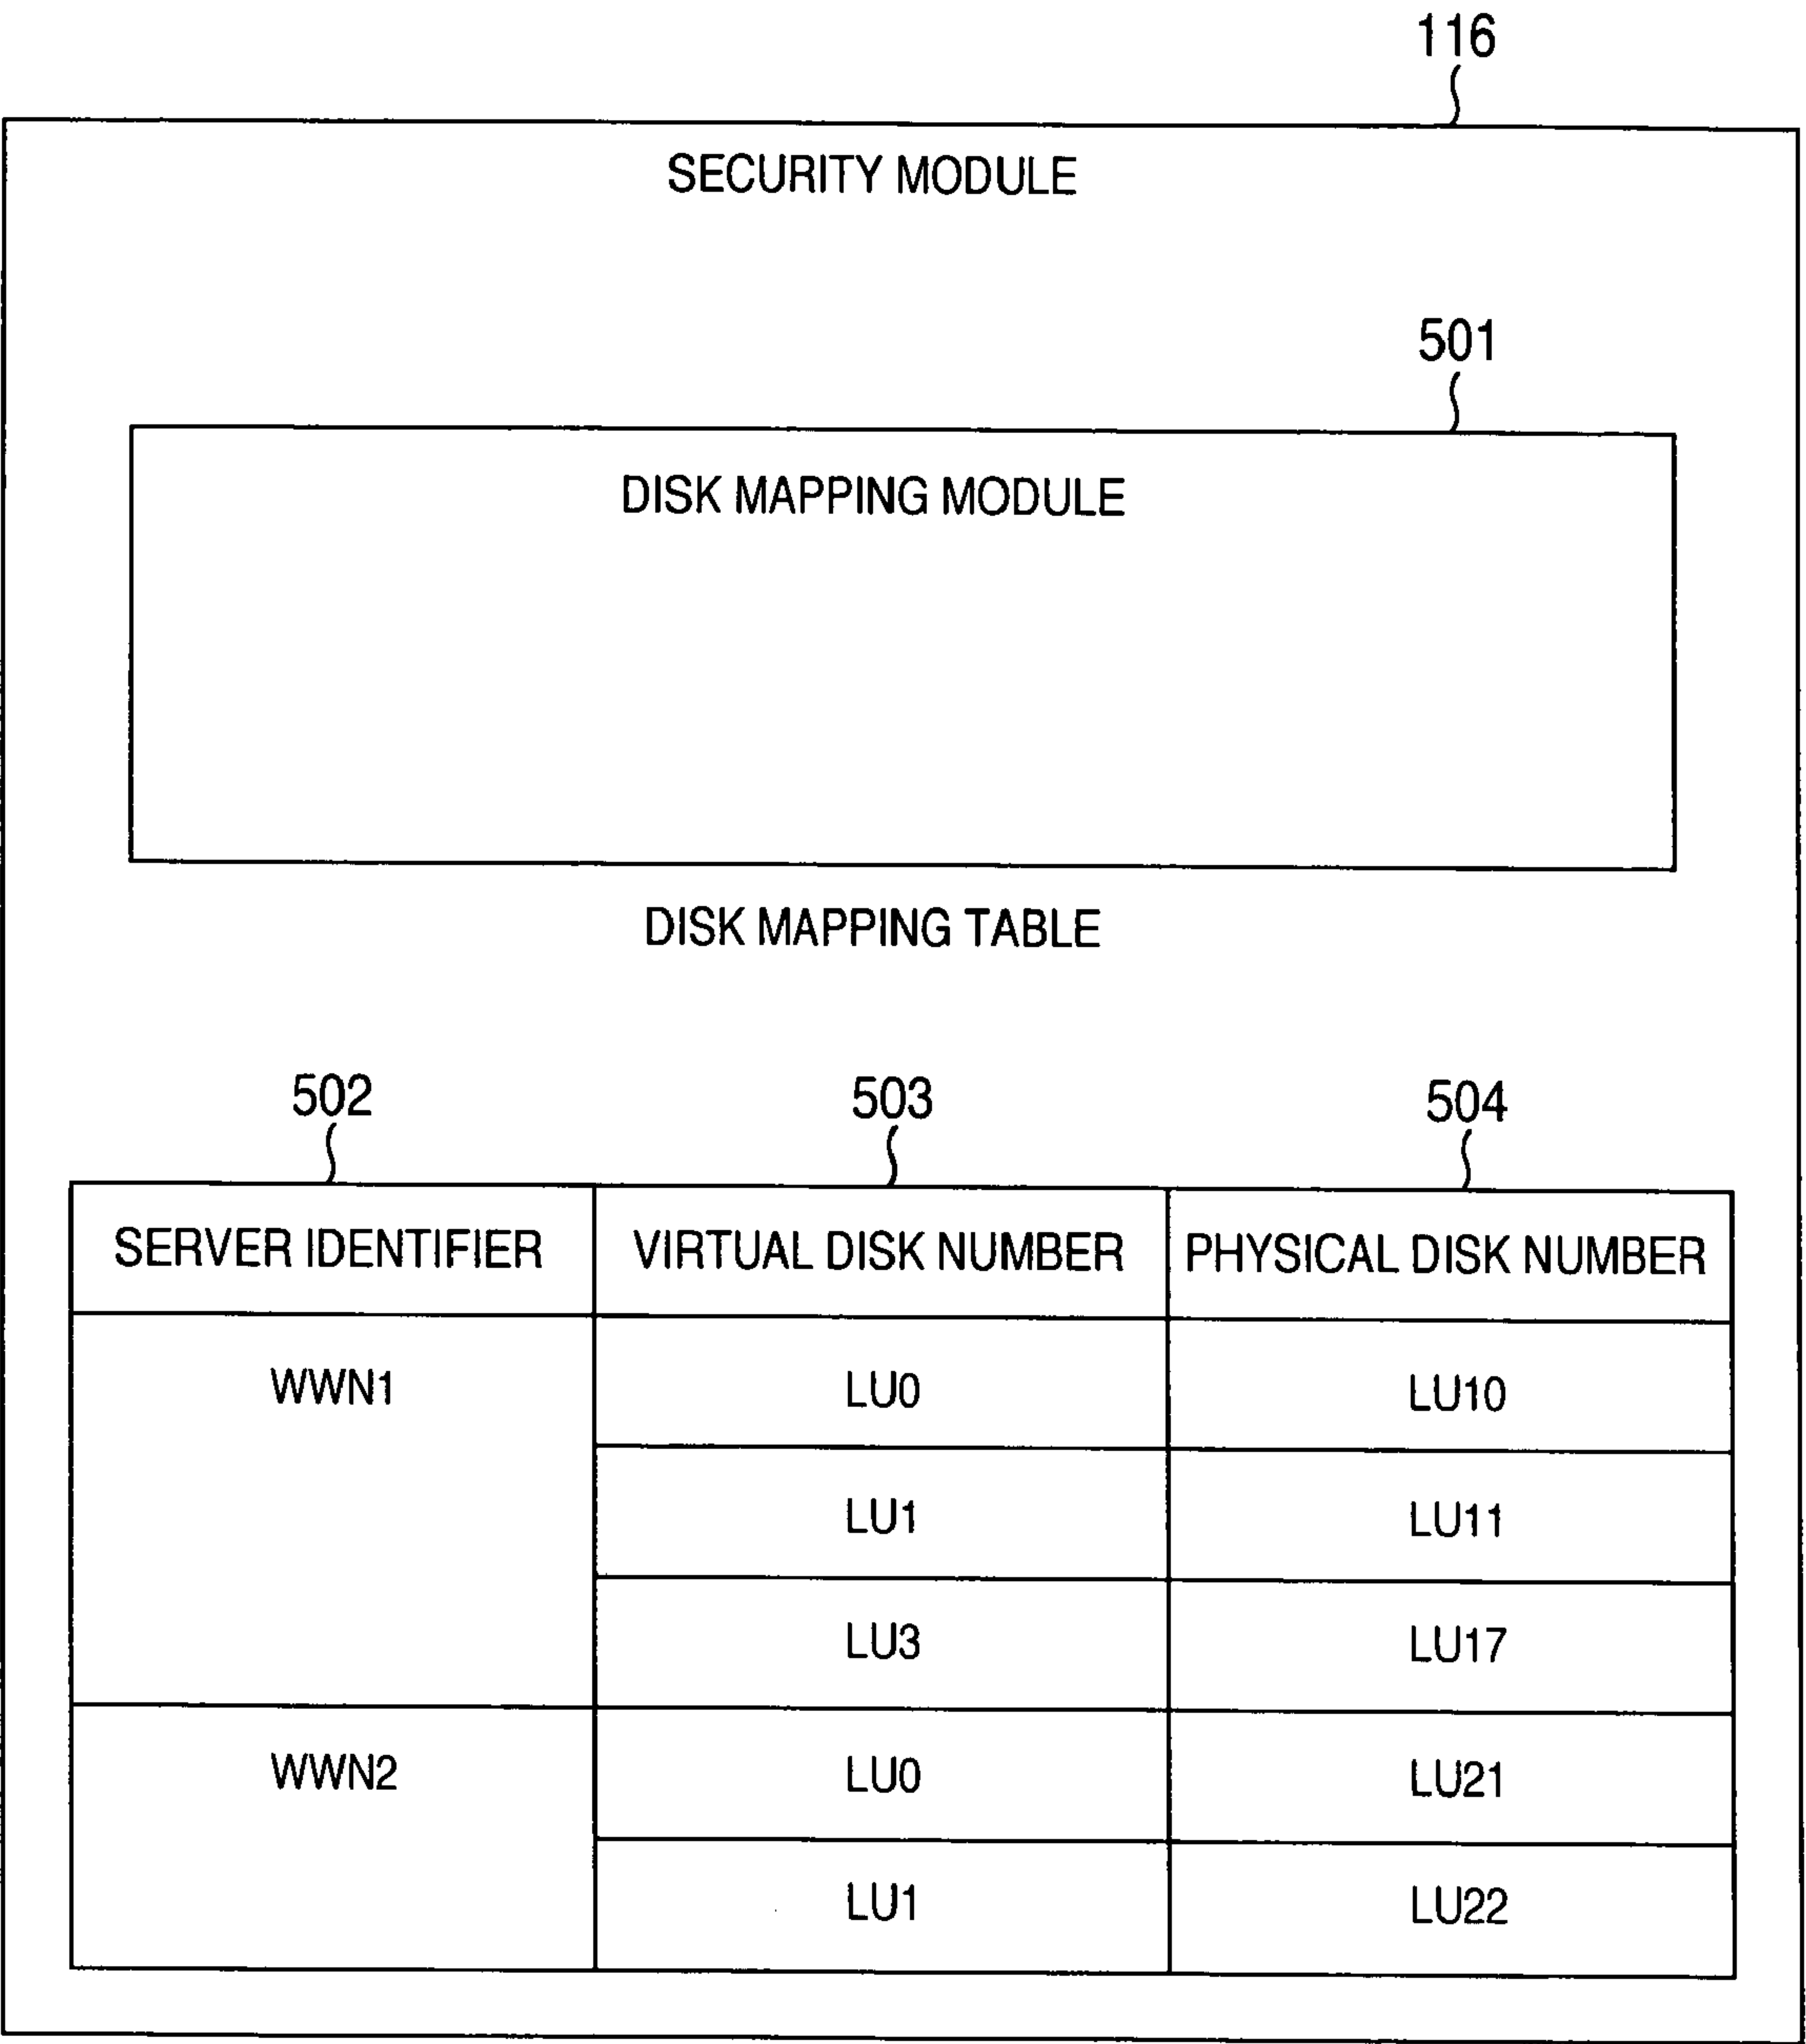 116
SECURITY MODULE
501
DISK MAPPING MODULE
DISK MAPPING TABLE
502 503 504
SERVER IDENTIFIER VIRTUAL DISK NUMBER PHYSICAL DISK NUMBER
WWN1 LU0 LU10
LU1 LU11
LU3 LU17
WWN2 LU0 LU21
LU1 LU22